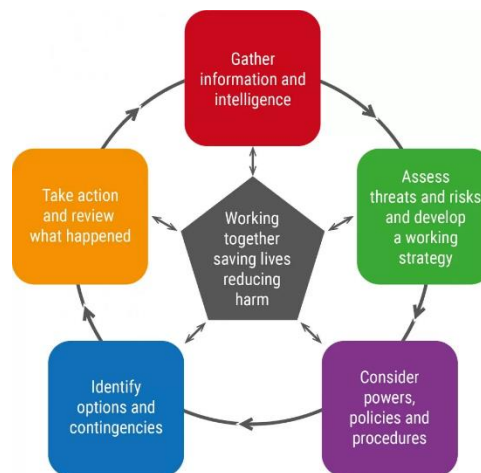 Gather
information and
intelligence
Assess
threats and risks
and develop
a working
strategy
Consider
powers,
policies and
procedures
Identify
options and
contingencies
Take action
and review
what happened
Working
together
saving lives
reducing
harm